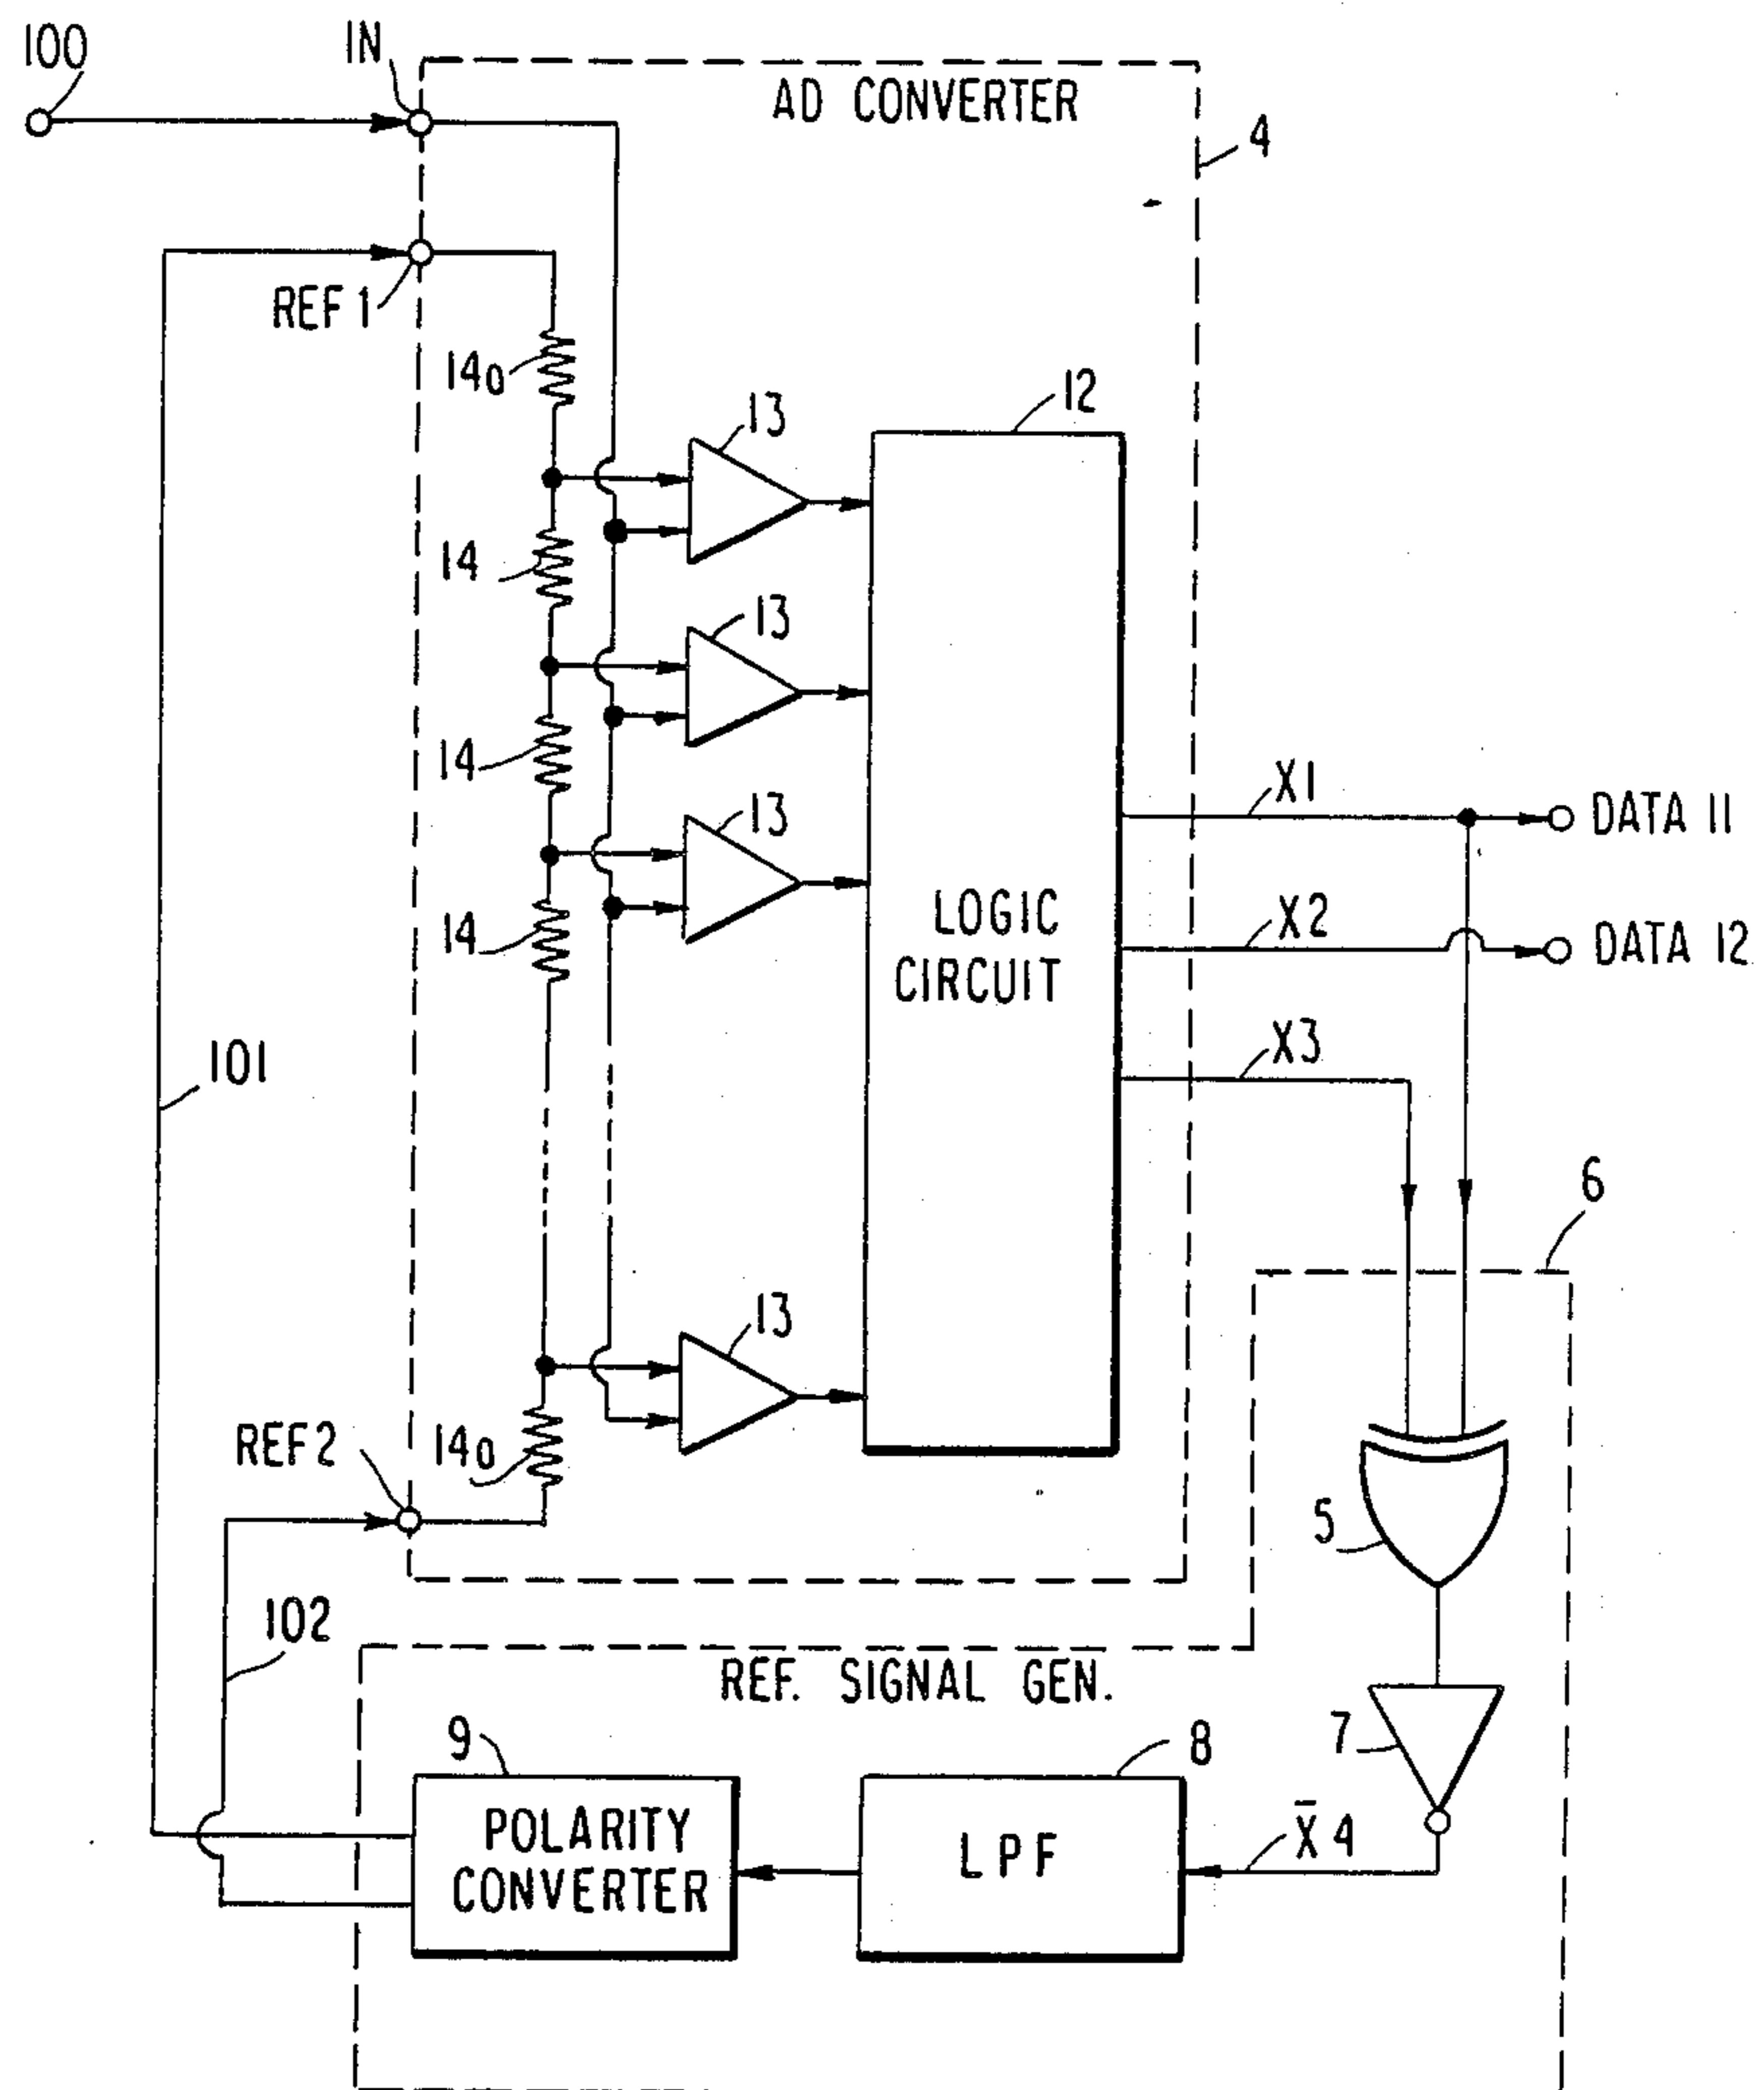 100
IN
AD CONVERTER
4
REF 1
14o
13
12
14
13
14
13
X1
DATA 11
14
LOGIC
CIRCUIT
X2
DATA 12
X3
101
6
13
REF 2
14o
5
102
REF. SIGNAL GEN.
9
8
7
POLARITY
CONVERTER
LPF
X̄4